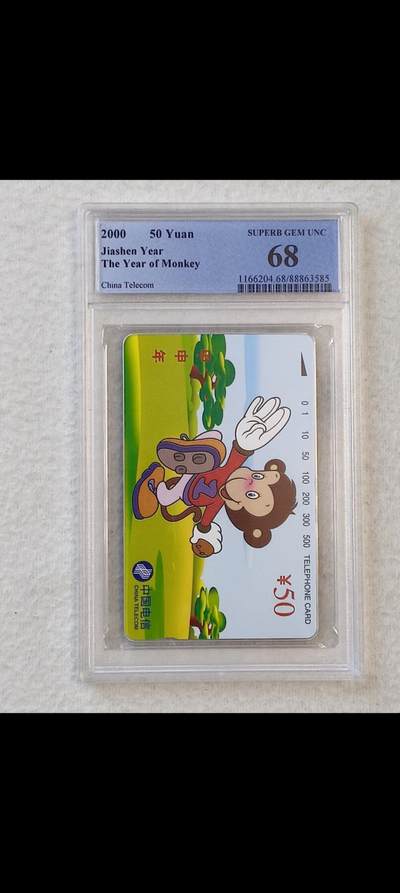 2000 50 Yuan
SUPERB GEM UNC
Jiashen Year
68
The Year of Monkey
1166204.68/88863585
China Telecom
0 1 10 50 100 200 300 500 TELEPHONE CARD
¥50
甲申年
中国电信
CHINA TELECOM